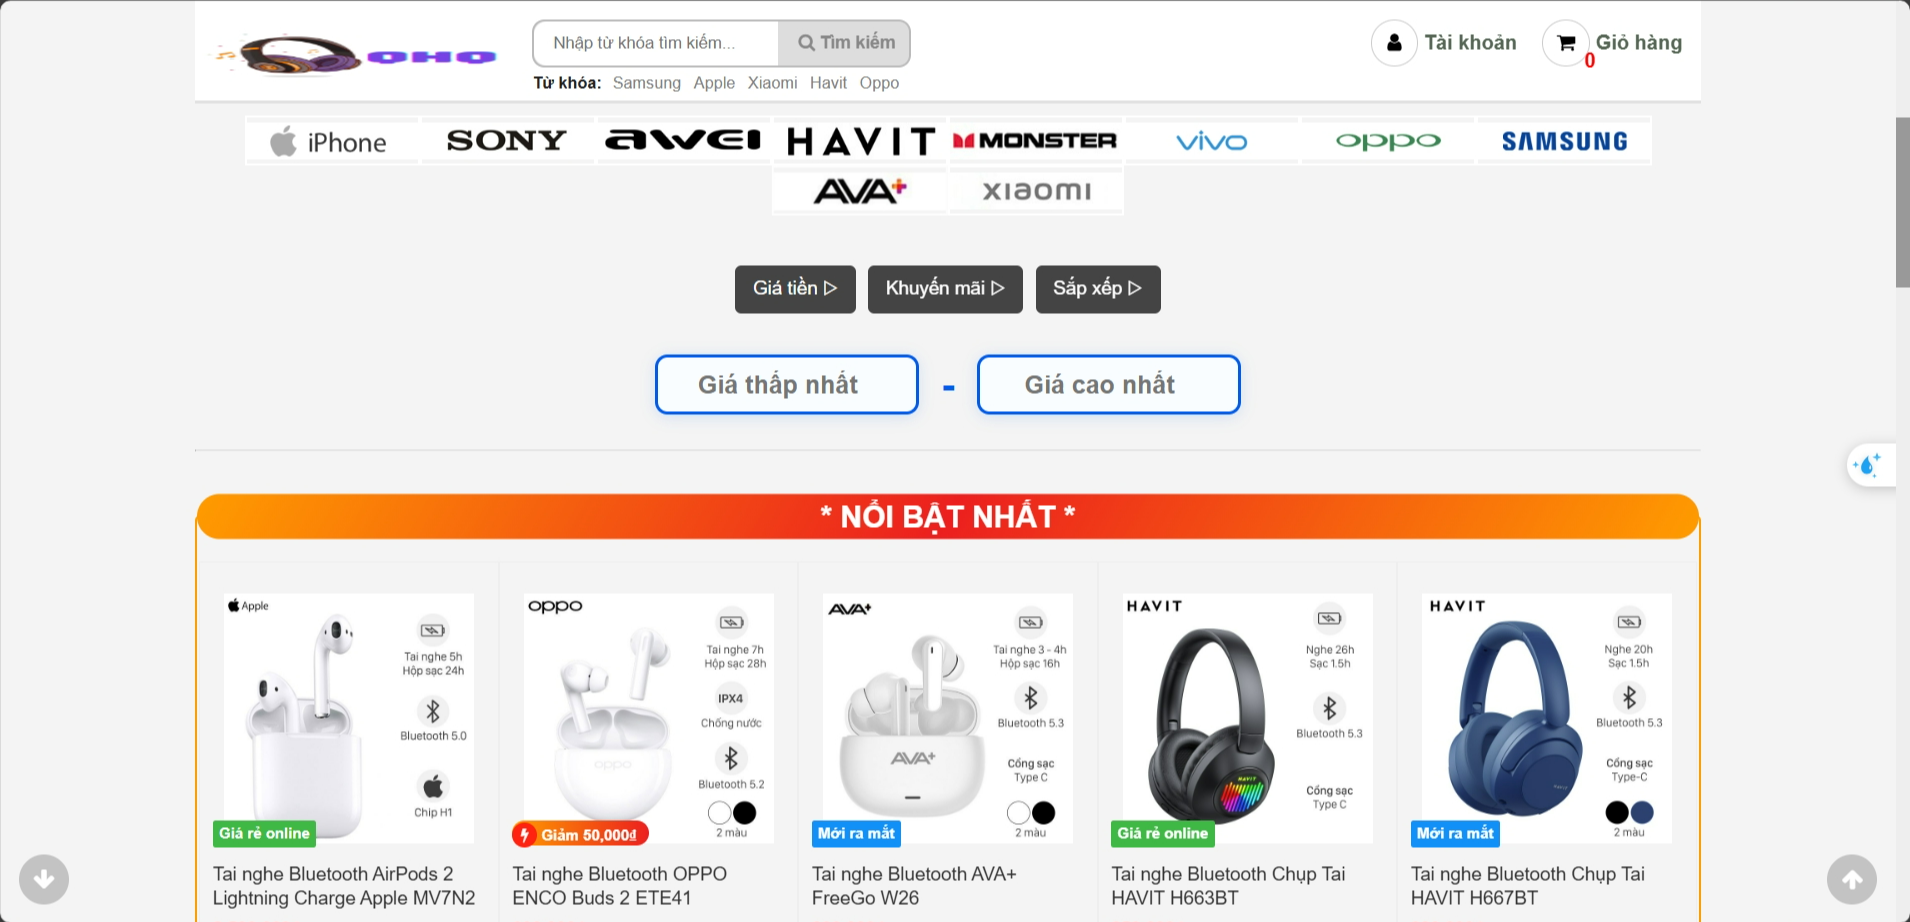 OHO
Nhập từ khóa tìm kiếm...
Tìm kiếm
Từ khóa: Samsung Apple Xiaomi Havit Oppo
Tài khoản
0
Giỏ hàng
iPhone SONY awei HAVIT MONSTER vivo oppo SAMSUNG
AVA+ xiaomi
Giá tiền ▷ Khuyến mãi ▷ Sắp xếp ▷
Giá thấp nhất - Giá cao nhất
* NỔI BẬT NHẤT *
Apple
Tai nghe 5h
Hộp sạc 24h
Bluetooth 5.0
Chip H1
Giá rẻ online
Tai nghe Bluetooth AirPods 2
Lightning Charge Apple MV7N2
oppo
Tai nghe 7h
Hộp sạc 28h
IPX4
Chống nước
Bluetooth 5.2
2 màu
oppo
Giảm 50,000₫
Tai nghe Bluetooth OPPO
ENCO Buds 2 ETE41
AVA+
Tai nghe 3 - 4h
Hộp sạc 16h
Bluetooth 5.3
Cổng sạc
Type C
2 màu
AVA+
Mới ra mắt
Tai nghe Bluetooth AVA+
FreeGo W26
HAVIT
Nghe 26h
Sạc 1.5h
Bluetooth 5.3
Cổng sạc
Type C
HAVIT
Giá rẻ online
Tai nghe Bluetooth Chụp Tai
HAVIT H663BT
HAVIT
Nghe 20h
Sạc 1.5h
Bluetooth 5.3
Cổng sạc
Type-C
2 màu
HAVIT
Mới ra mắt
Tai nghe Bluetooth Chụp Tai
HAVIT H667BT